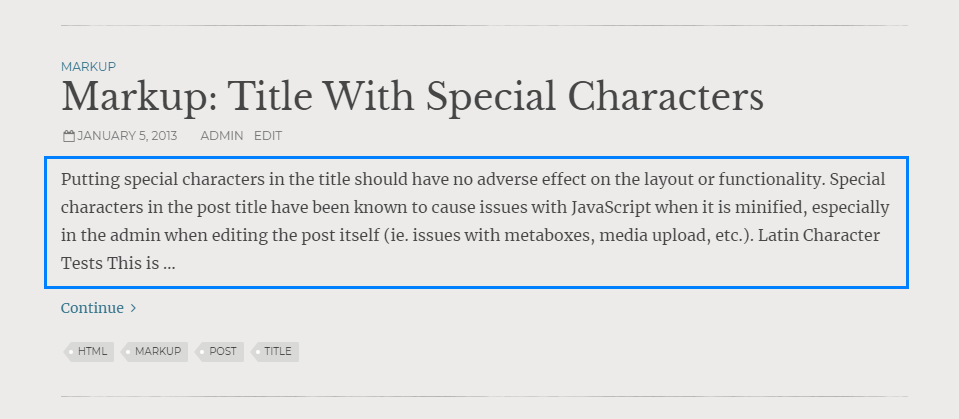 MARKUP
Markup: Title With Special Characters
JANUARY 5, 2013 ADMIN EDIT
Putting special characters in the title should have no adverse effect on the layout or functionality. Special
characters in the post title have been known to cause issues with JavaScript when it is minified, especially
in the admin when editing the post itself (ie. issues with metaboxes, media upload, etc.). Latin Character
Tests This is ...
Continue >
HTML MARKUP POST TITLE